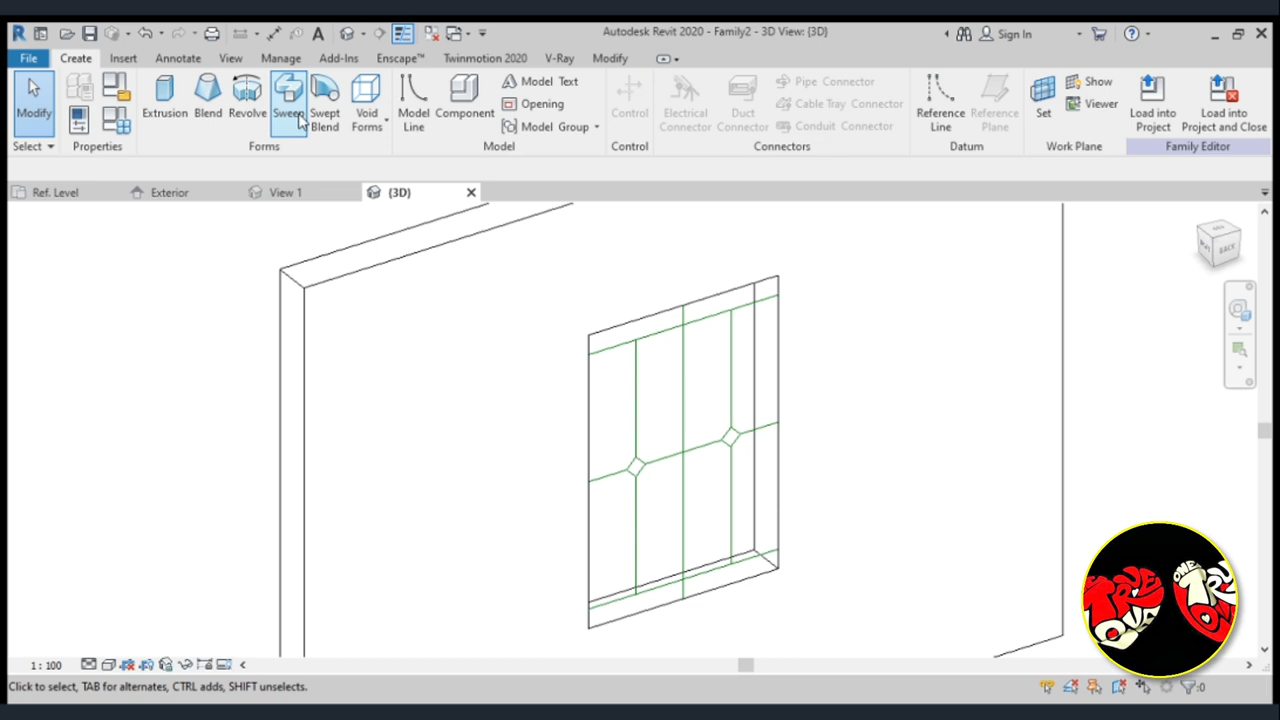 Autodesk Revit 2020 - Family2 - 3D View: {3D}
Sign In
File Create Insert Annotate View Manage Add-Ins Enscape™ Twinmotion 2020 V-Ray Modify
Modify
Select
Properties
Extrusion
Blend
Revolve
Sweep
Swept
Blend
Void
Forms
Forms
Model
Line
Component
Model Text
Opening
Model Group
Model
Control
Control
Electrical
Connector
Duct
Connector
Pipe Connector
Cable Tray Connector
Conduit Connector
Connectors
Reference
Line
Reference
Plane
Datum
Set
Show
Viewer
Work Plane
Load into
Project
Load into
Project and Close
Family Editor
Ref. Level
Exterior
View 1
{3D}
BACK
TRUE
LOVE
ONE
1 : 100
Click to select, TAB for alternates, CTRL adds, SHIFT unselects.
:0